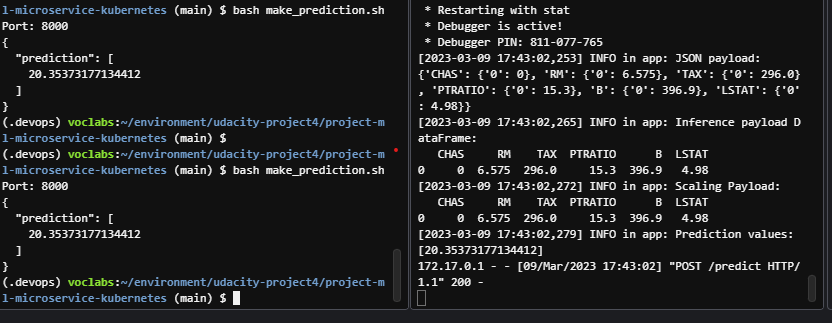 l-microservice-kubernetes (main) $ bash make_prediction.sh
Port: 8000
{
  "prediction": [
    20.35373177134412
  ]
}
(.devops) voclabs:~/environment/udacity-project4/project-m
l-microservice-kubernetes (main) $
(.devops) voclabs:~/environment/udacity-project4/project-m
l-microservice-kubernetes (main) $ bash make_prediction.sh
Port: 8000
{
  "prediction": [
    20.35373177134412
  ]
}
(.devops) voclabs:~/environment/udacity-project4/project-m
l-microservice-kubernetes (main) $
 * Restarting with stat
 * Debugger is active!
 * Debugger PIN: 811-077-765
[2023-03-09 17:43:02,253] INFO in app: JSON payload:
{'CHAS': {'0': 0}, 'RM': {'0': 6.575}, 'TAX': {'0': 296.0}
, 'PTRATIO': {'0': 15.3}, 'B': {'0': 396.9}, 'LSTAT': {'0'
: 4.98}}
[2023-03-09 17:43:02,265] INFO in app: Inference payload D
ataFrame:
   CHAS     RM    TAX  PTRATIO      B  LSTAT
0     0  6.575  296.0     15.3  396.9   4.98
[2023-03-09 17:43:02,272] INFO in app: Scaling Payload:
   CHAS     RM    TAX  PTRATIO      B  LSTAT
0     0  6.575  296.0     15.3  396.9   4.98
[2023-03-09 17:43:02,279] INFO in app: Prediction values:
[20.35373177134412]
172.17.0.1 - - [09/Mar/2023 17:43:02] "POST /predict HTTP/
1.1" 200 -